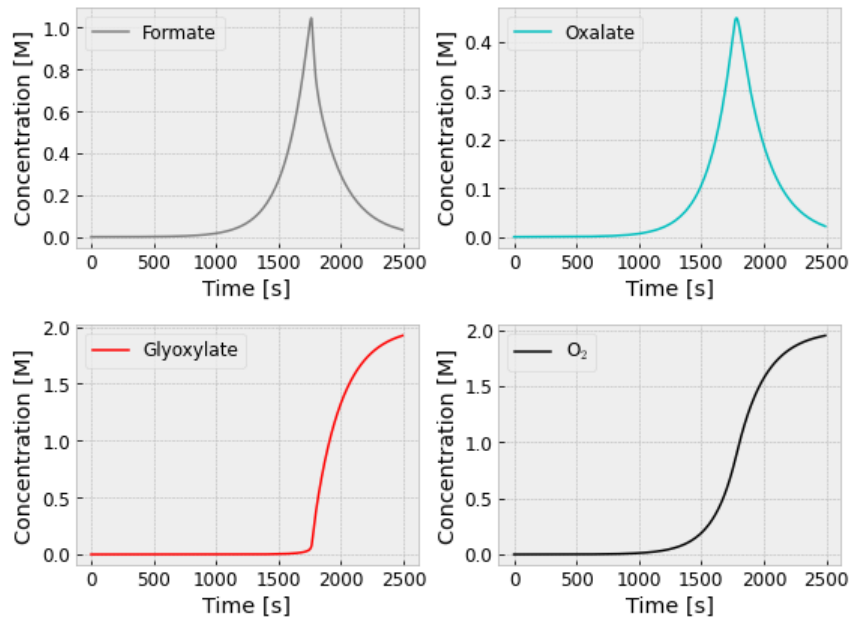 Formate
Concentration [M]
1.0
0.8
0.6
0.4
0.2
0.0
0 500 1000 1500 2000 2500
Time [s]
Oxalate
Concentration [M]
0.4
0.3
0.2
0.1
0.0
0 500 1000 1500 2000 2500
Time [s]
Glyoxylate
Concentration [M]
2.0
1.5
1.0
0.5
0.0
0 500 1000 1500 2000 2500
Time [s]
O₂
Concentration [M]
2.0
1.5
1.0
0.5
0.0
0 500 1000 1500 2000 2500
Time [s]